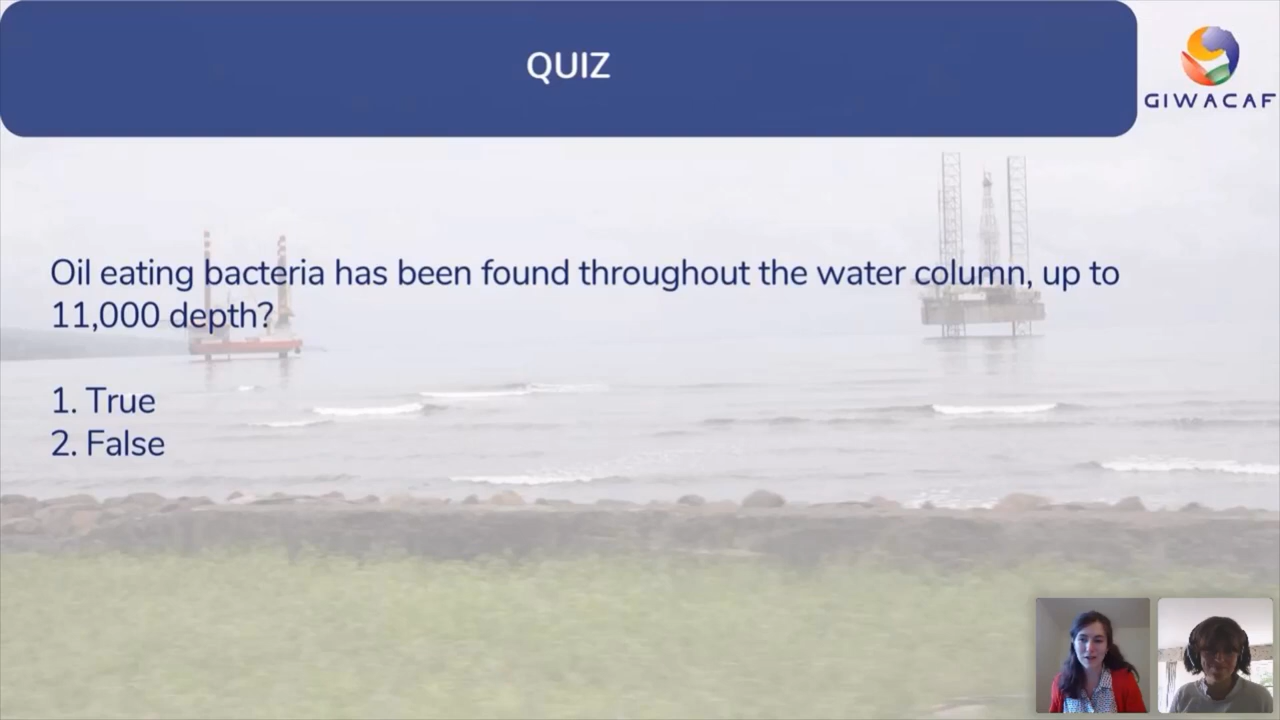 QUIZ
GIWACAF
Oil eating bacteria has been found throughout the water column, up to
11,000 depth?
1. True
2. False